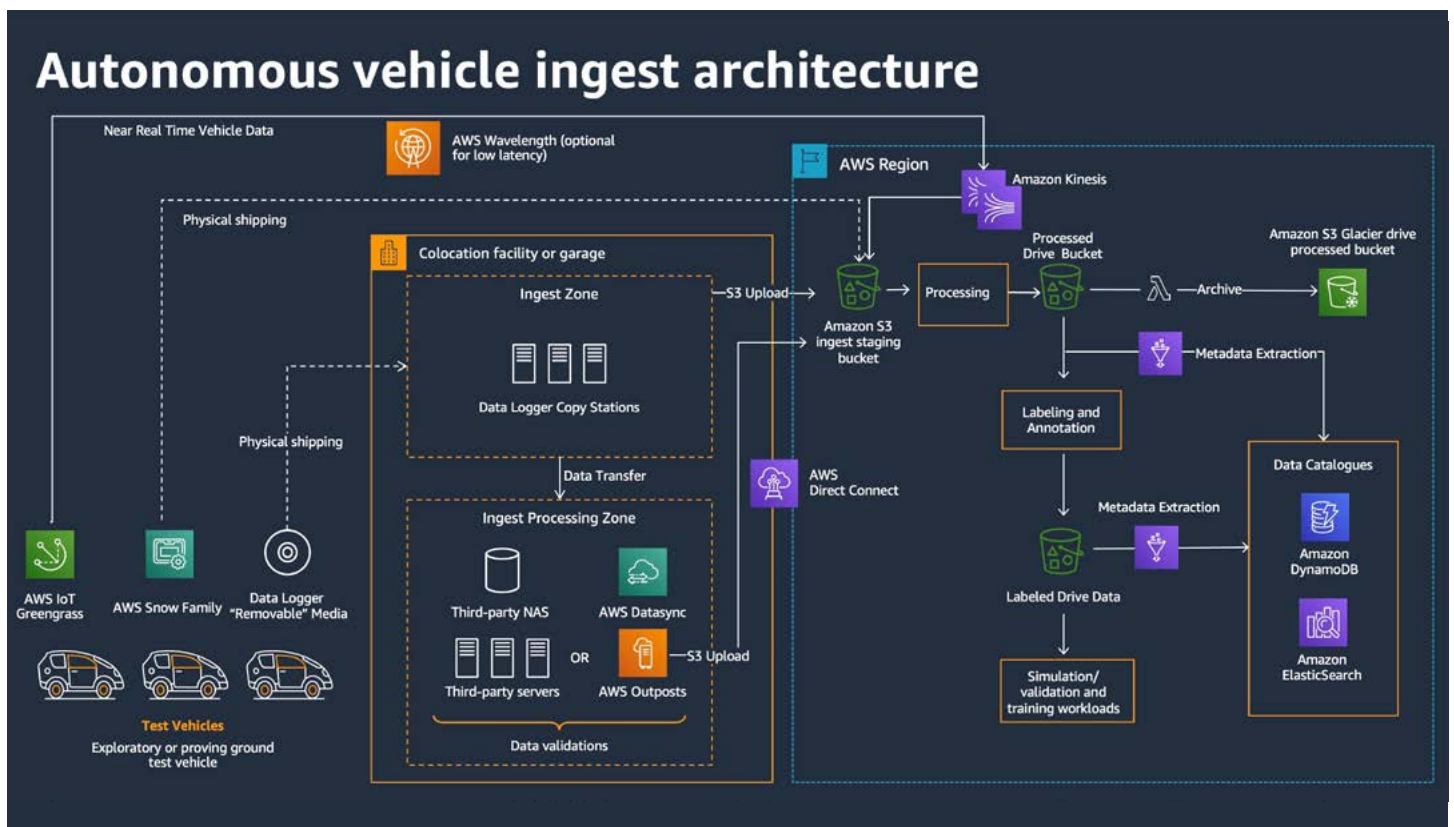 Autonomous vehicle ingest architecture
Near Real Time Vehicle Data
AWS Wavelength (optional
for low latency)
AWS Region
Amazon Kinesis
Physical shipping
Colocation facility or garage
Ingest Zone
S3 Upload
Data Logger Copy Stations
Physical shipping
Data Transfer
Ingest Processing Zone
Third-party NAS
AWS Datasync
Third-party servers
OR
AWS Outposts
S3 Upload
Data validations
AWS IoT
Greengrass
AWS Snow Family
Data Logger
“Removable” Media
Test Vehicles
Exploratory or proving ground
test vehicle
AWS
Direct Connect
Amazon S3
ingest staging
bucket
Processing
Processed
Drive Bucket
Archive
Amazon S3 Glacier drive
processed bucket
Metadata Extraction
Labeling and
Annotation
Metadata Extraction
Labeled Drive Data
Simulation/
validation and
training workloads
Data Catalogues
Amazon
DynamoDB
Amazon
ElasticSearch